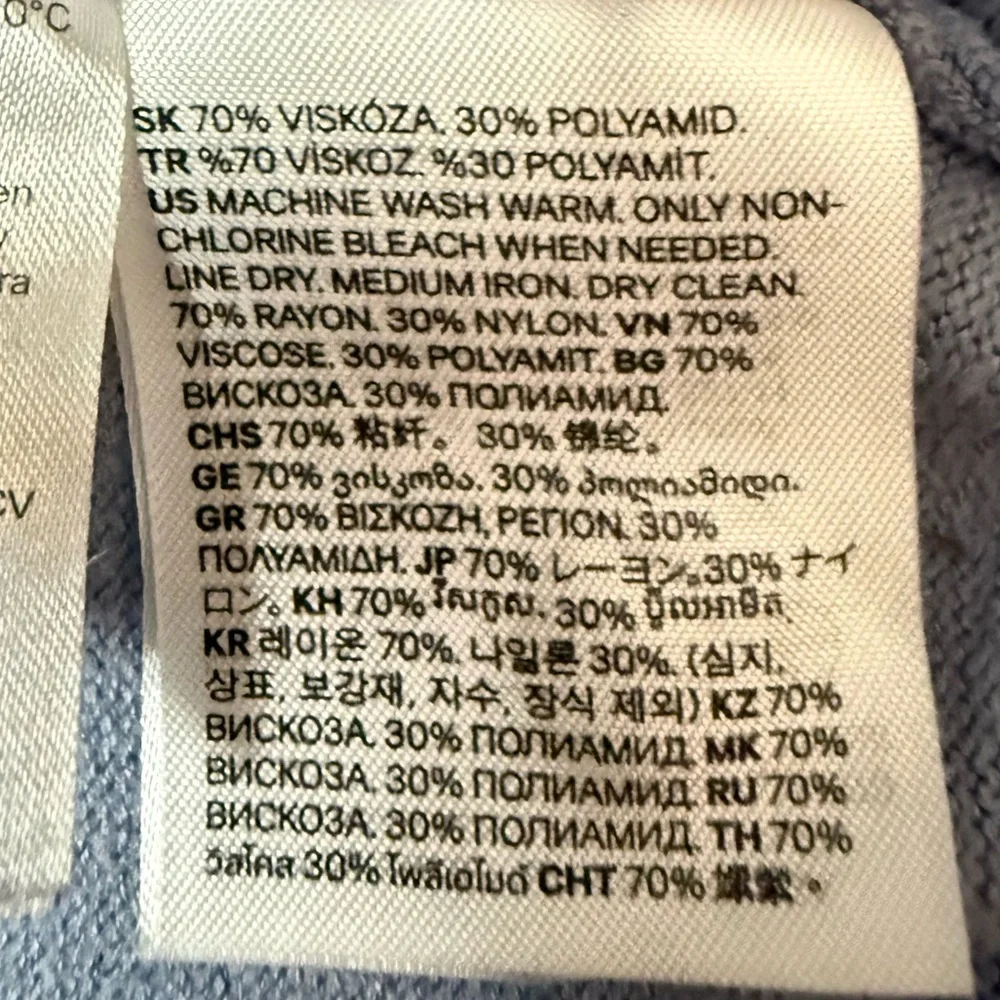 0°C
en
ra
CV
SK 70% VISKÓZA. 30% POLYAMID.
TR %70 VİSKOZ. %30 POLYAMİT.
US MACHINE WASH WARM. ONLY NON-
CHLORINE BLEACH WHEN NEEDED.
LINE DRY. MEDIUM IRON. DRY CLEAN.
70% RAYON. 30% NYLON. VN 70%
VISCOSE. 30% POLYAMIT. BG 70%
ВИСКОЗА. 30% ПОЛИАМИД.
CHS 70% 粘纤。 30% 锦纶。
GE 70% ვისკოზა. 30% პოლიამიდი.
GR 70% ΒΙΣΚΟΖΗ, ΡΕΓΙΟΝ. 30%
ΠΟΛΥΑΜΙΔΗ. JP 70% レーヨン。30% ナイ
ロン。 KH 70% 30%
KR 레이온 70%. 나일론 30%. (심지,
상표, 보강재, 자수, 장식 제외) KZ 70%
ВИСКОЗА. 30% ПОЛИАМИД. MK 70%
ВИСКОЗА. 30% ПОЛИАМИД. RU 70%
ВИСКОЗА. 30% ПОЛИАМИД. TH 70%
วิสโคส 30% โพลีเอไมด์ CHT 70% 嫘縈。